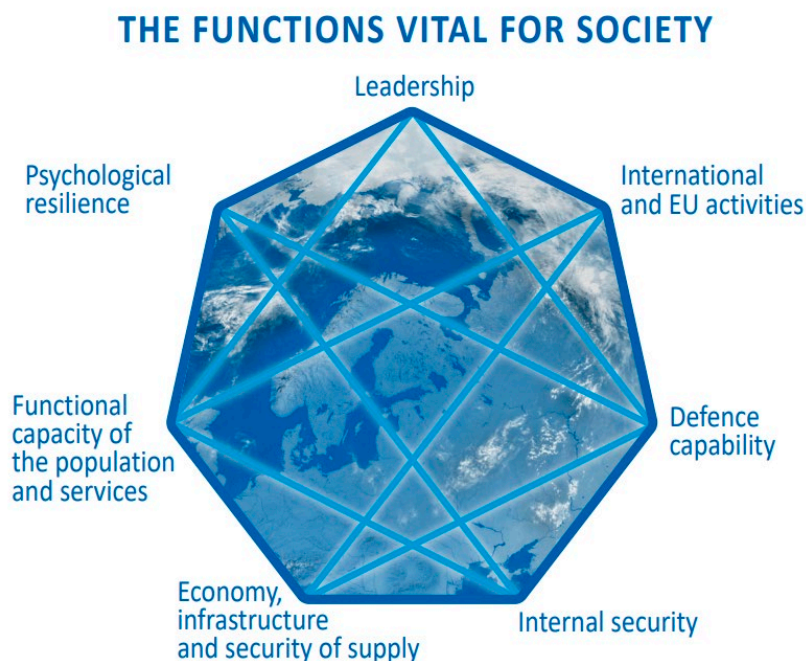 THE FUNCTIONS VITAL FOR SOCIETY
Leadership
Psychological
resilience
International
and EU activities
Functional
capacity of
the population
and services
Defence
capability
Economy,
infrastructure
and security of supply
Internal security